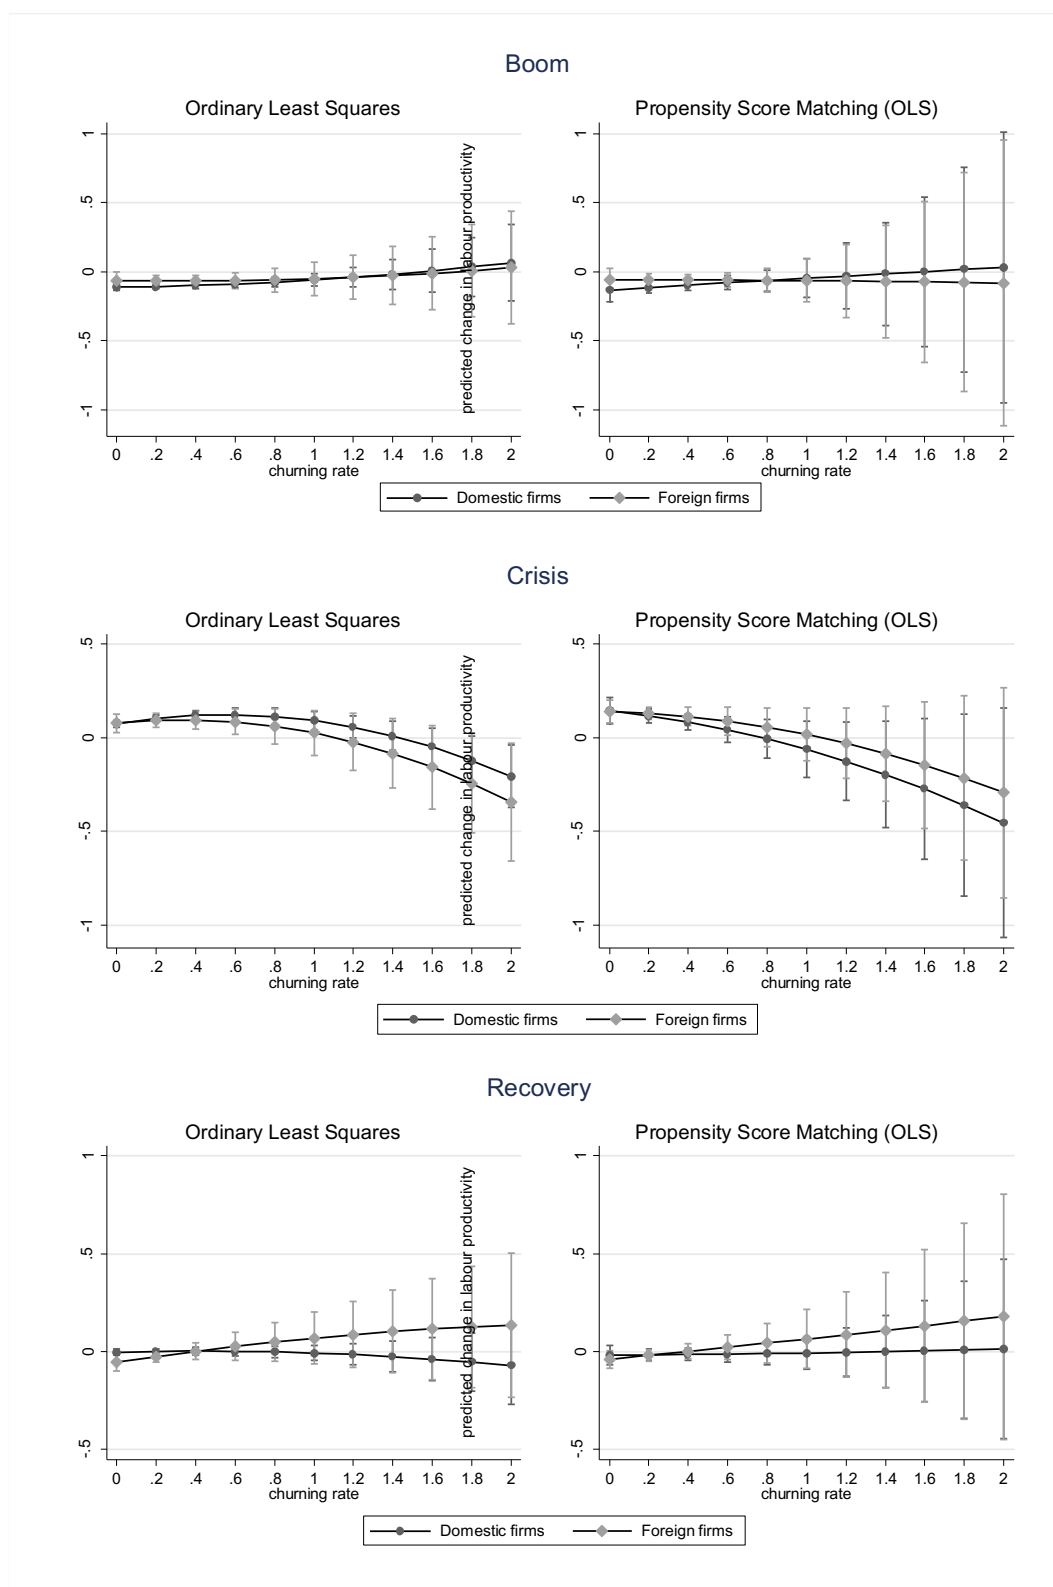 Boom
Ordinary Least Squares
Propensity Score Matching (OLS)
predicted change in labour productivity
1
.5
0
-.5
-1
0 .2 .4 .6 .8 1 1.2 1.4 1.6 1.8 2
churning rate
1
.5
0
-.5
-1
0 .2 .4 .6 .8 1 1.2 1.4 1.6 1.8 2
churning rate
Domestic firms Foreign firms
Crisis
Ordinary Least Squares
Propensity Score Matching (OLS)
predicted change in labour productivity
.5
0
-.5
-1
0 .2 .4 .6 .8 1 1.2 1.4 1.6 1.8 2
churning rate
.5
0
-.5
-1
0 .2 .4 .6 .8 1 1.2 1.4 1.6 1.8 2
churning rate
Domestic firms Foreign firms
Recovery
Ordinary Least Squares
Propensity Score Matching (OLS)
predicted change in labour productivity
1
.5
0
-.5
0 .2 .4 .6 .8 1 1.2 1.4 1.6 1.8 2
churning rate
1
.5
0
-.5
0 .2 .4 .6 .8 1 1.2 1.4 1.6 1.8 2
churning rate
Domestic firms Foreign firms